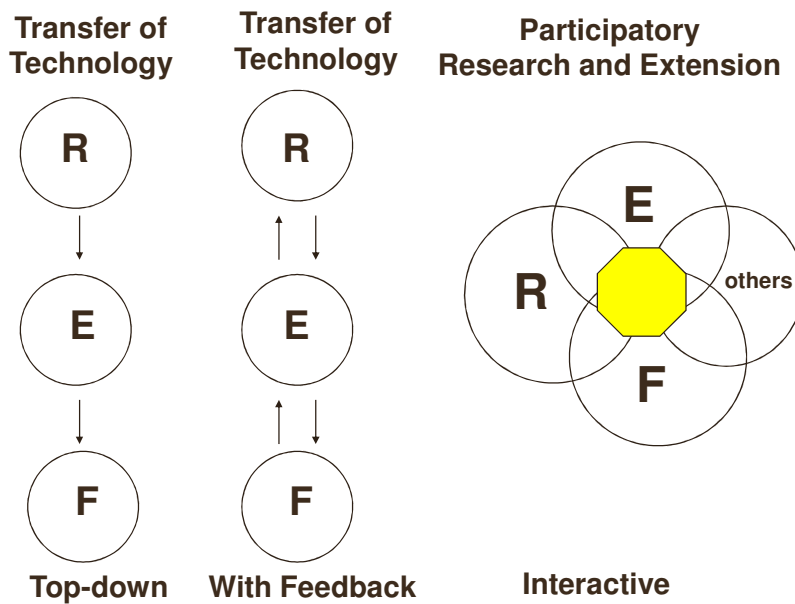 Transfer of
Technology
R
E
F
Top-down
Transfer of
Technology
R
E
F
With Feedback
Participatory
Research and Extension
E
R
others
F
Interactive